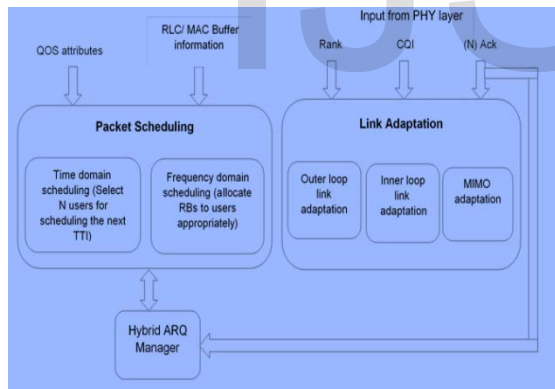 Input from PHY layer
RLC/ MAC Buffer
information
QOS attributes
Rank
CQI
(N) Ack
Packet Scheduling
Time domain
scheduling (Select
N users for
scheduling the next
TTI)
Frequency domain
scheduling (allocate
RBs to users
appropriately)
Link Adaptation
Outer loop
link
adaptation
Inner loop
link
adaptation
MIMO
adaptation
Hybrid ARQ
Manager